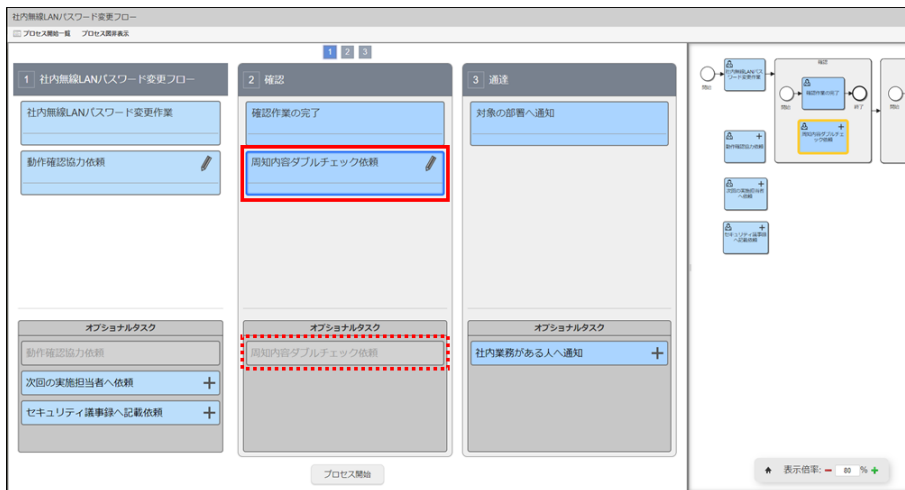 社内無線LANパスワード変更フロー
プロセス開始一覧 プロセス図非表示
1 2 3
1 社内無線LANパスワード変更フロー
社内無線LANパスワード変更作業
動作確認協力依頼
オプショナルタスク
動作確認協力依頼
次回の実施担当者へ依頼
セキュリティ議事録へ記載依頼
2 確認
確認作業の完了
周知内容ダブルチェック依頼
オプショナルタスク
周知内容ダブルチェック依頼
3 通達
対象の部署へ通知
オプショナルタスク
社内業務がある人へ通知
プロセス開始
開始
社内無線LANパス
ワード変更作業
確認
開始
確認作業の完了
終了
開始
動作確認協力依頼
周知内容ダブルチェ
ック依頼
次回の実施担当者
へ依頼
セキュリティ議事録
へ記載依頼
表示倍率: 80 %